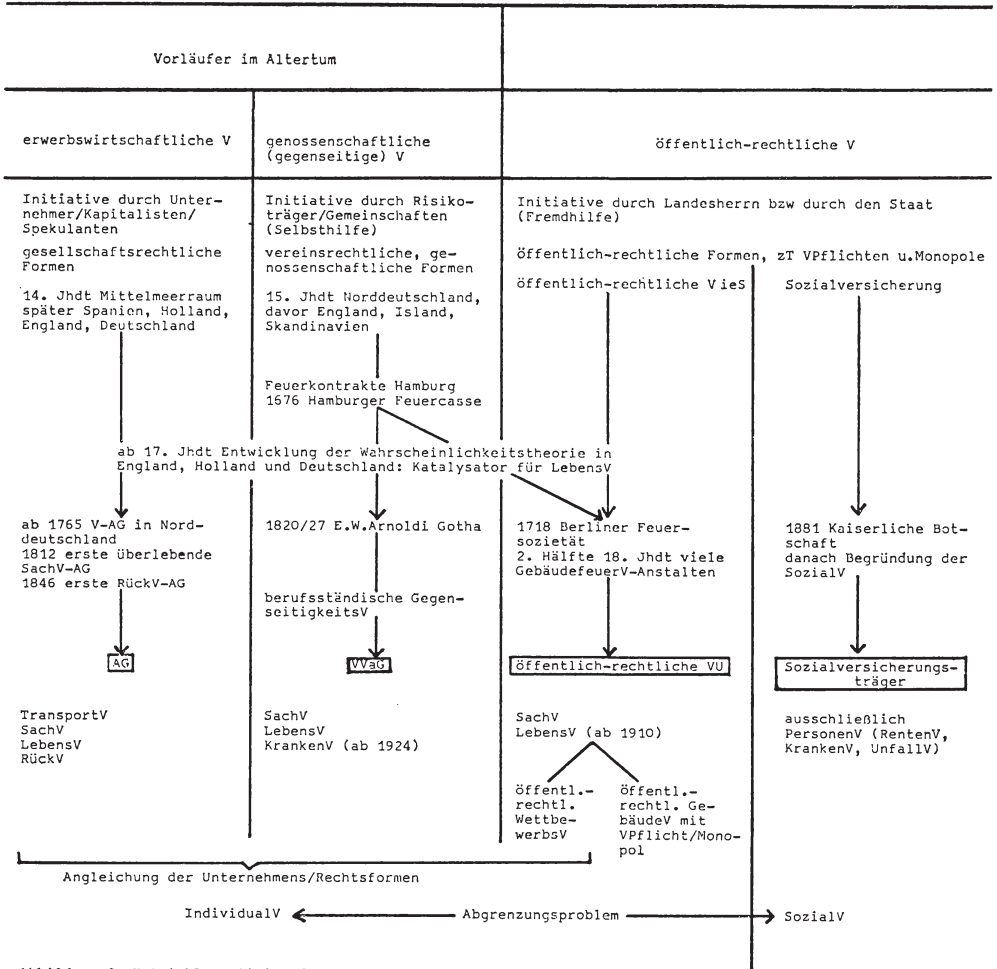 Vorläufer im Altertum
erwerbswirtschaftliche V
genossenschaftliche
(gegenseitige) V
öffentlich-rechtliche V
Initiative durch Unter-
nehmer/Kapitalisten/
Spekulanten
gesellschaftsrechtliche
Formen
14. Jhdt Mittelmeerraum
später Spanien, Holland,
England, Deutschland
Initiative durch Risiko-
träger/Gemeinschaften
(Selbsthilfe)
vereinsrechtliche, ge-
nossenschaftliche Formen
15. Jhdt Norddeutschland,
davor England, Island,
Skandinavien
Initiative durch Landesherrn bzw durch den Staat
(Fremdhilfe)
öffentlich-rechtliche Formen, zT VPflichten u.Monopole
öffentlich-rechtliche V ieS
Sozialversicherung
Feuerkontrakte Hamburg
1676 Hamburger Feuercasse
ab 17. Jhdt Entwicklung der Wahrscheinlichkeitstheorie in
England, Holland und Deutschland: Katalysator für LebensV
ab 1765 V-AG in Nord-
deutschland
1812 erste überlebende
SachV-AG
1846 erste RückV-AG
1820/27 E.W.Arnoldi Gotha
berufsständische Gegen-
seitigkeitsV
1718 Berliner Feuer-
sozietät
2. Hälfte 18. Jhdt viele
GebäudefeuerV-Anstalten
1881 Kaiserliche Bot-
schaft
danach Begründung der
SozialV
AG
VVaG
öffentlich-rechtliche VU
Sozialversicherungs-
träger
TransportV
SachV
LebensV
RückV
SachV
LebensV
KrankenV (ab 1924)
SachV
LebensV (ab 1910)
ausschließlich
PersonenV (RentenV,
KrankenV, UnfallV)
öffentl.-
rechtl.
Wettbe-
werbsV
öffentl.-
rechtl. Ge-
bäudeV mit
VPflicht/Mono-
pol
Angleichung der Unternehmens/Rechtsformen
IndividualV
Abgrenzungsproblem
SozialV